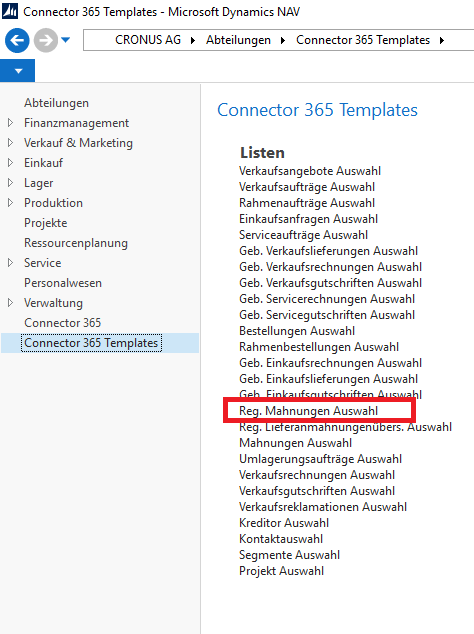 Connector 365 Templates - Microsoft Dynamics NAV
CRONUS AG Abteilungen Connector 365 Templates
Abteilungen
Finanzmanagement
Verkauf & Marketing
Einkauf
Lager
Produktion
Projekte
Ressourcenplanung
Service
Personalwesen
Verwaltung
Connector 365
Connector 365 Templates
Connector 365 Templates
Listen
Verkaufsangebote Auswahl
Verkaufsaufträge Auswahl
Rahmenaufträge Auswahl
Einkaufsanfragen Auswahl
Serviceaufträge Auswahl
Geb. Verkaufslieferungen Auswahl
Geb. Verkaufsrechnungen Auswahl
Geb. Verkaufsgutschriften Auswahl
Geb. Servicerechnungen Auswahl
Geb. Servicegutschriften Auswahl
Bestellungen Auswahl
Rahmenbestellungen Auswahl
Geb. Einkaufsrechnungen Auswahl
Geb. Einkaufslieferungen Auswahl
Geb. Einkaufsgutschriften Auswahl
Reg. Mahnungen Auswahl
Reg. Lieferanmahnungenübers. Auswahl
Mahnungen Auswahl
Umlagerungsaufträge Auswahl
Verkaufsrechnungen Auswahl
Verkaufsgutschriften Auswahl
Verkaufsreklamationen Auswahl
Kreditor Auswahl
Kontaktauswahl
Segmente Auswahl
Projekt Auswahl